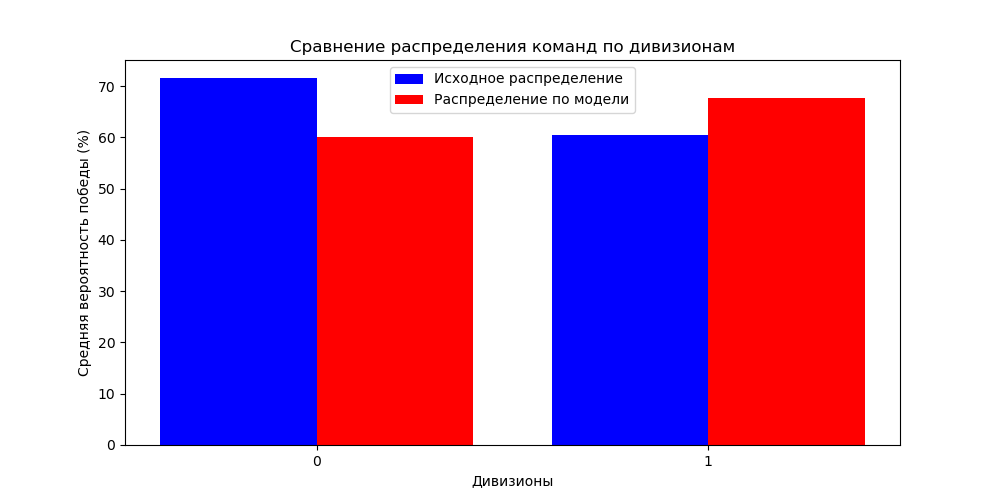 Сравнение распределения команд по дивизионам
Исходное распределение
Распределение по модели
Средняя вероятность победы (%)
70
60
50
40
30
20
10
0
0
1
Дивизионы